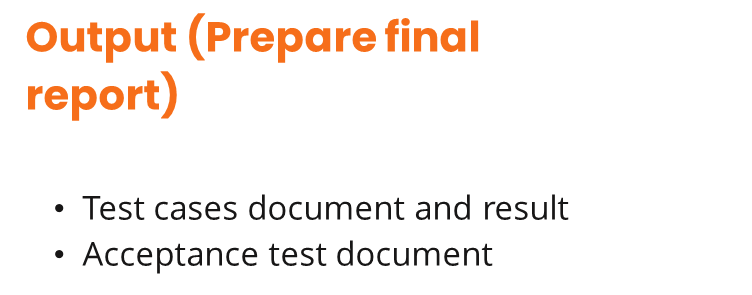 Output (Prepare final
report)
• Test cases document and result
• Acceptance test document